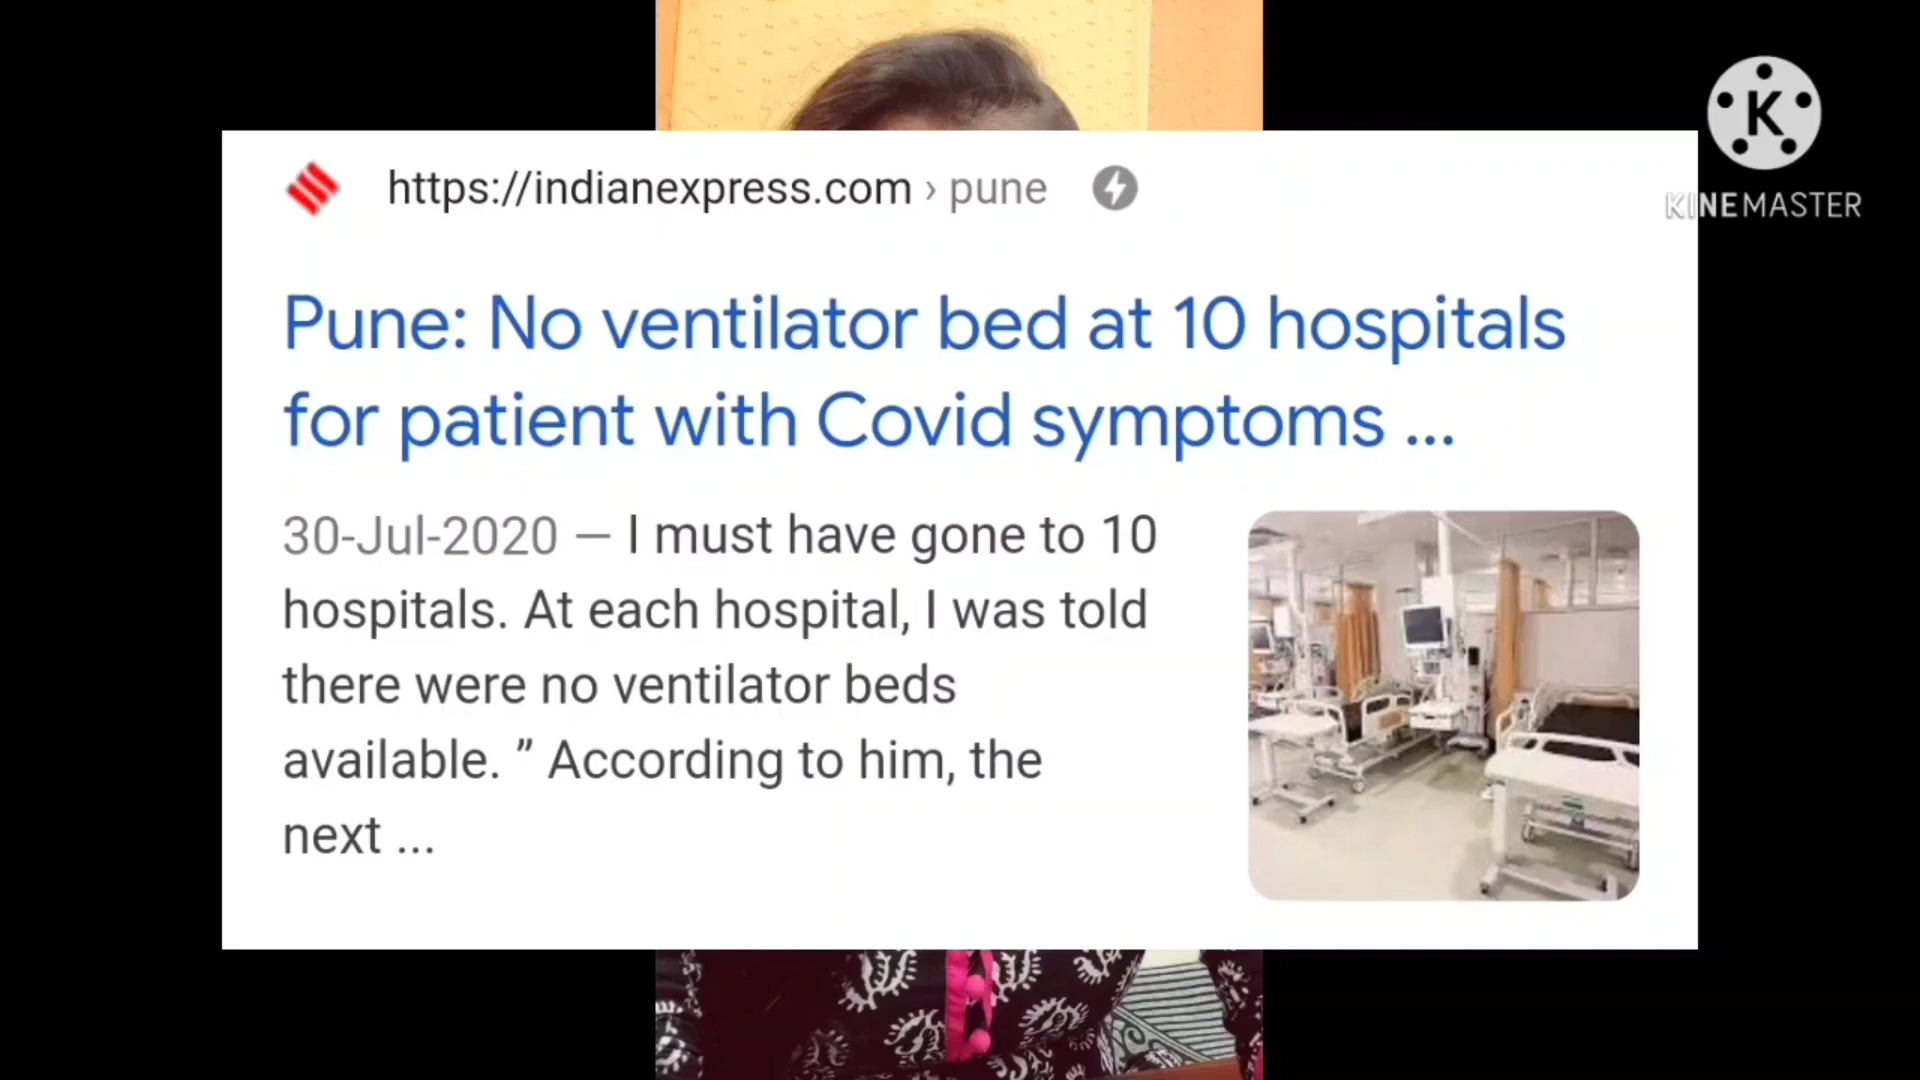 https://indianexpress.com › pune
K
KINEMASTER
Pune: No ventilator bed at 10 hospitals
for patient with Covid symptoms ...
30-Jul-2020 — I must have gone to 10
hospitals. At each hospital, I was told
there were no ventilator beds
available. ” According to him, the
next ...